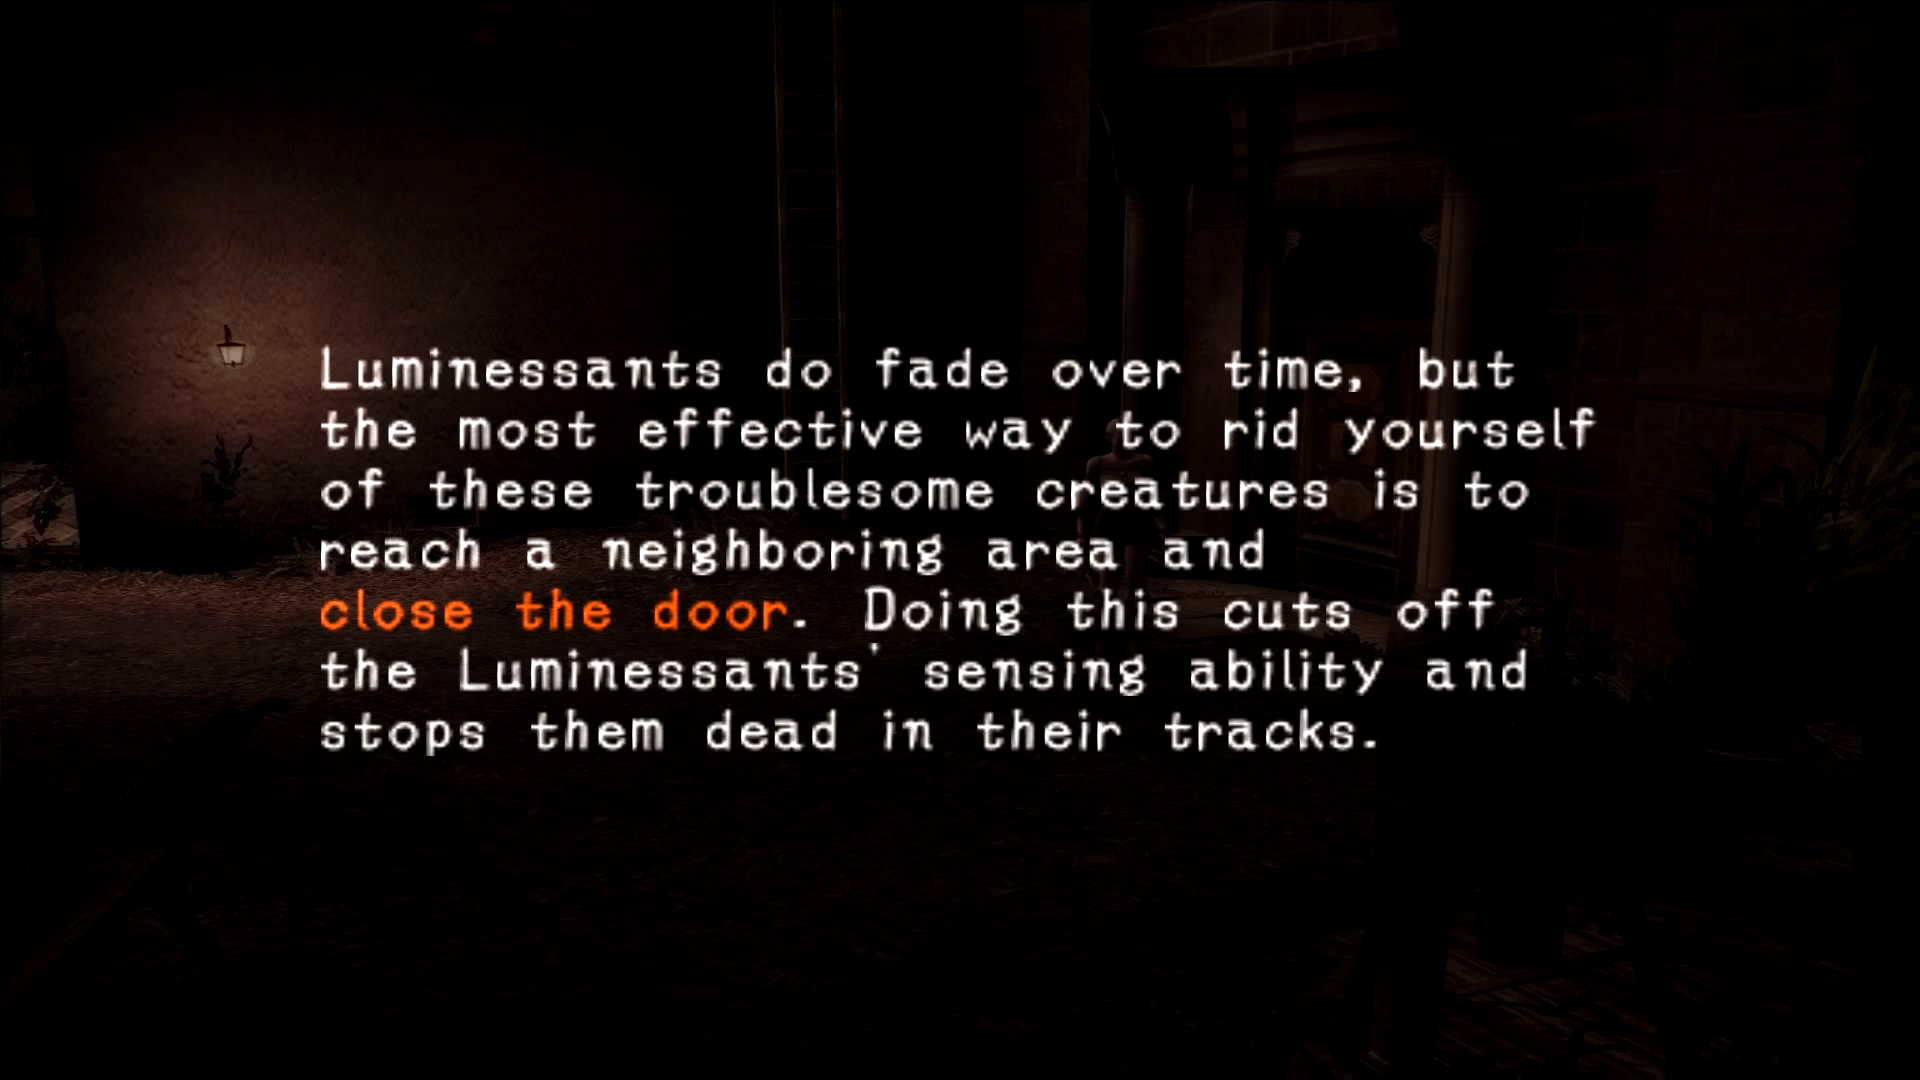 Luminessants do fade over time, but
the most effective way to rid yourself
of these troublesome creatures is to
reach a neighboring area and
close the door. Doing this cuts off
the Luminessants' sensing ability and
stops them dead in their tracks.